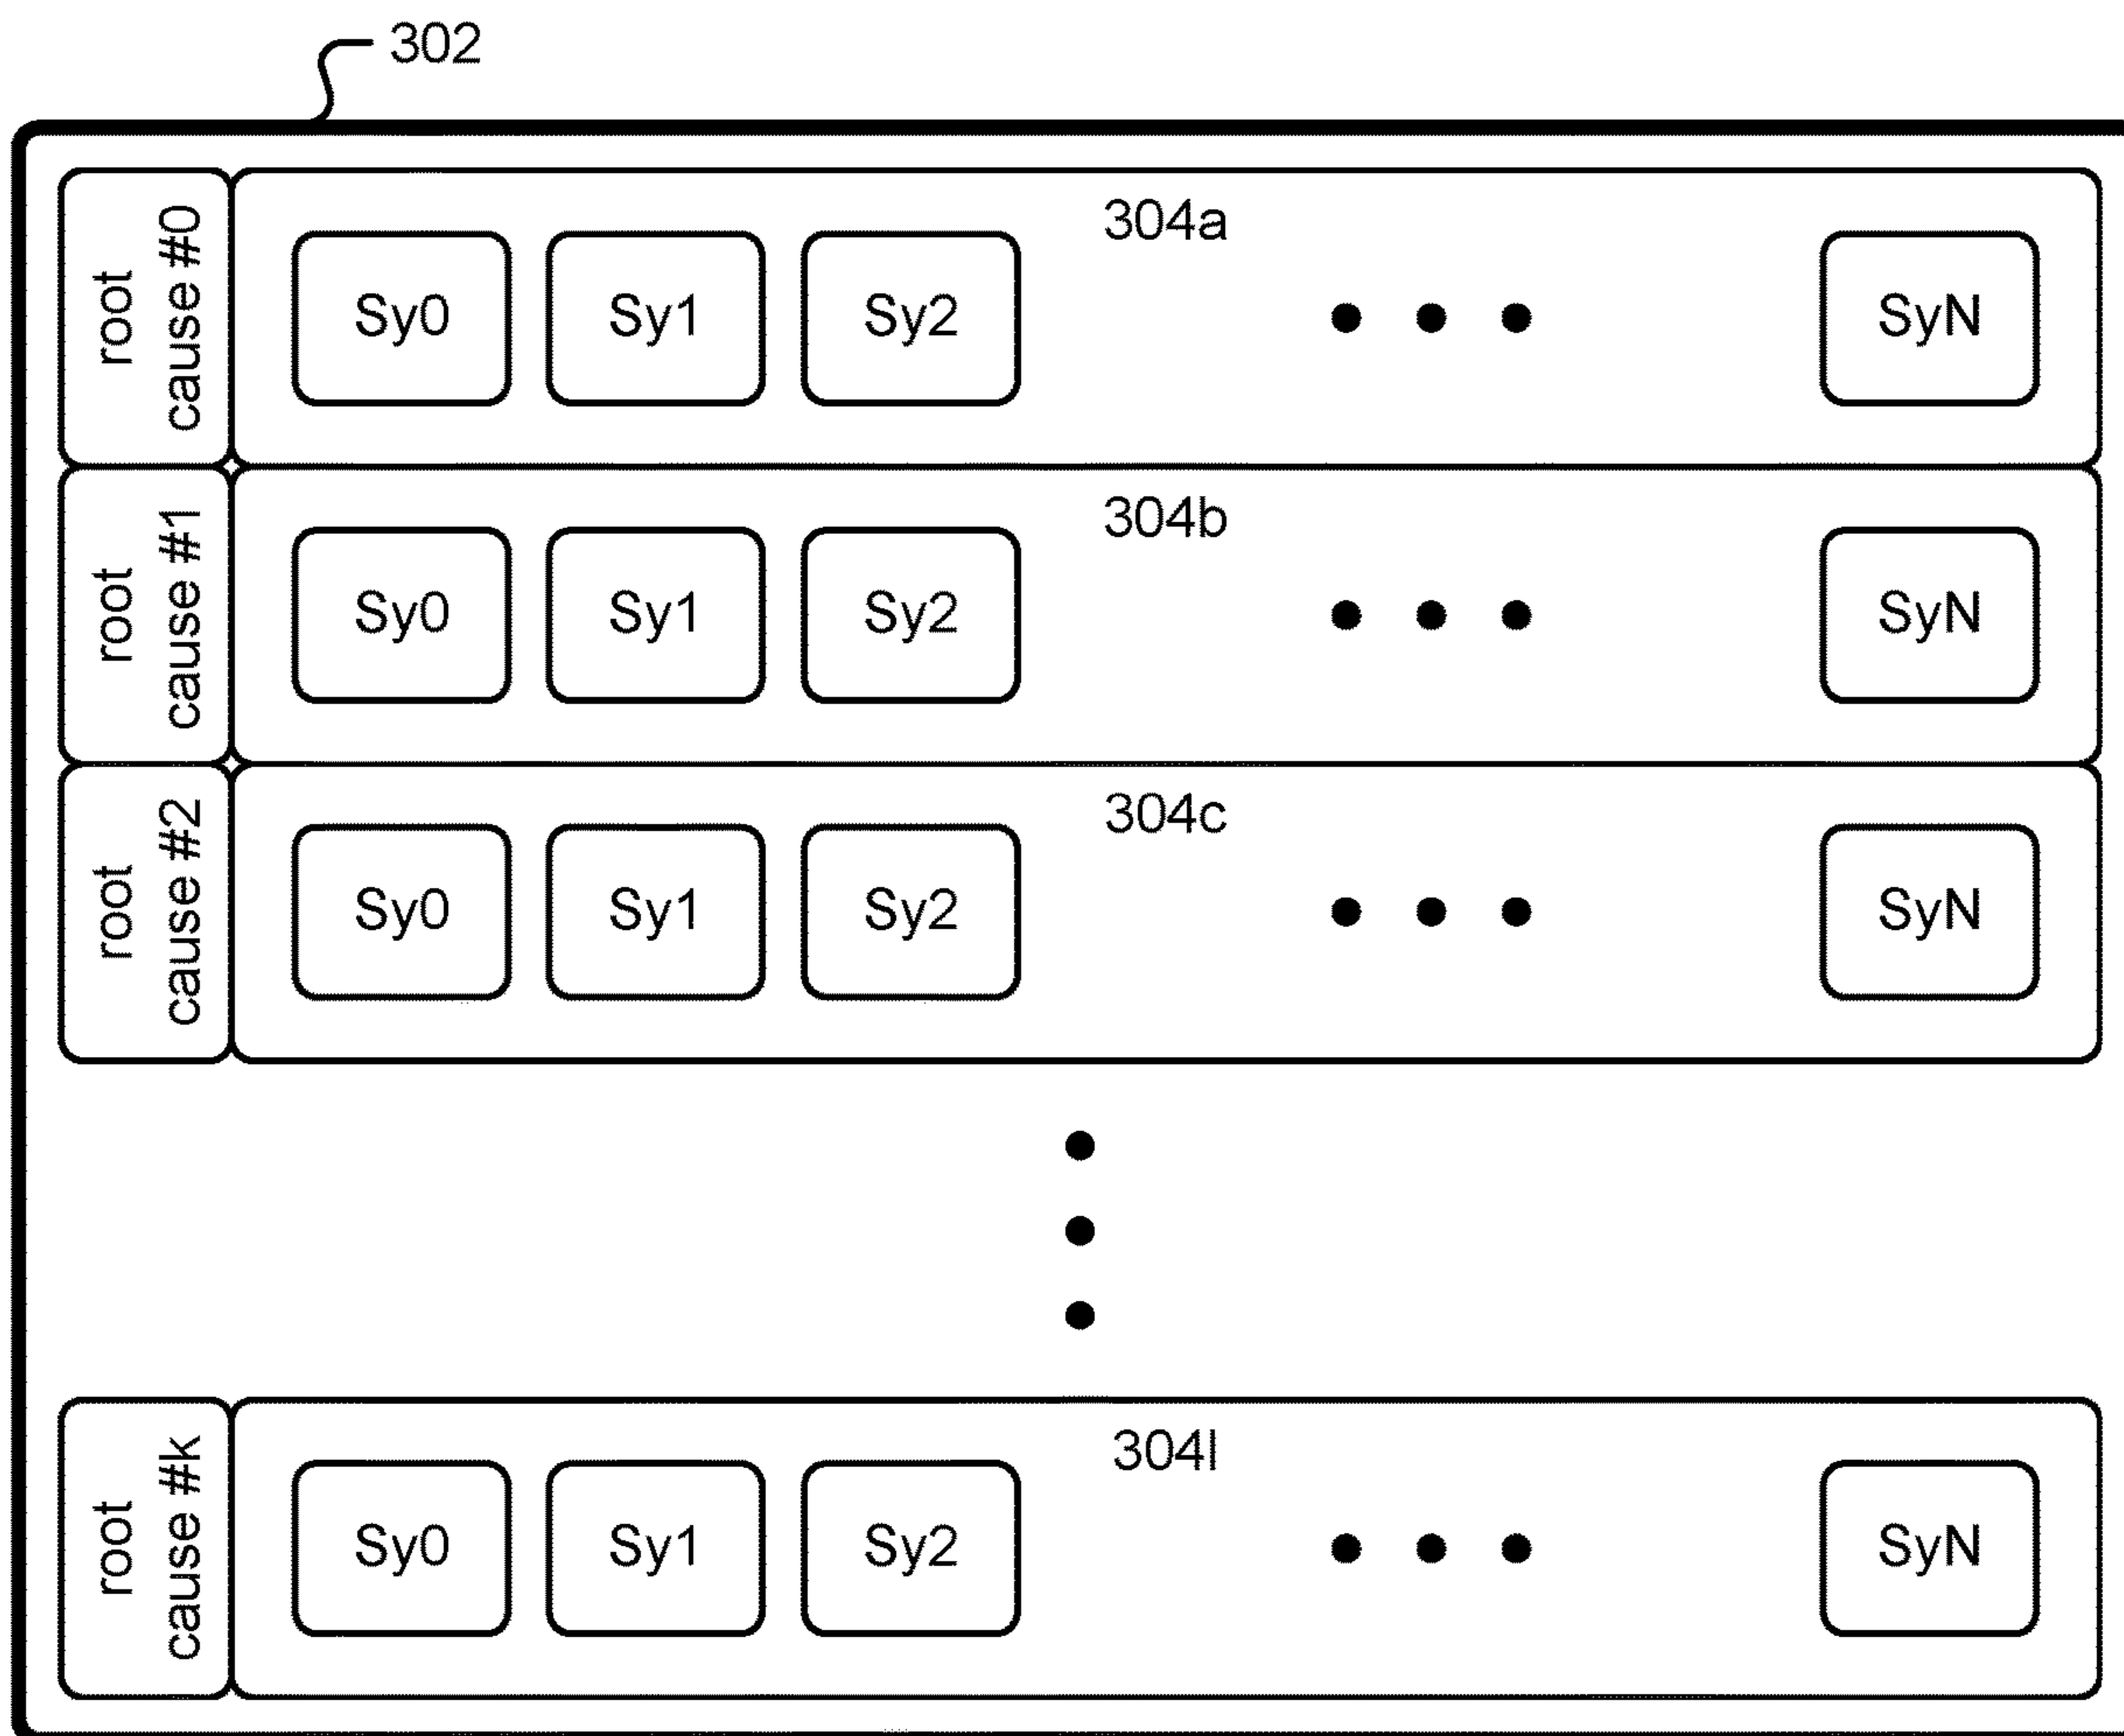 302
root
cause #0
304a
Sy0 Sy1 Sy2 SyN
root
cause #1
304b
Sy0 Sy1 Sy2 SyN
root
cause #2
304c
Sy0 Sy1 Sy2 SyN
root
cause #k
304l
Sy0 Sy1 Sy2 SyN